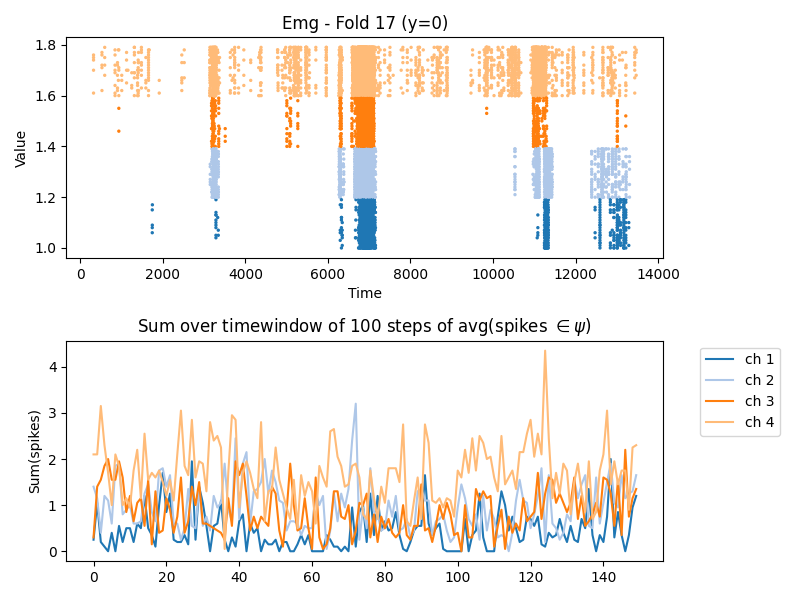 Emg - Fold 17 (y=0)
1.8
1.6
1.4
1.2
1.0
Value
0 2000 4000 6000 8000 10000 12000 14000
Time
Sum over timewindow of 100 steps of avg(spikes ∈ ψ)
4
3
2
1
0
Sum(spikes)
0 20 40 60 80 100 120 140
ch 1
ch 2
ch 3
ch 4